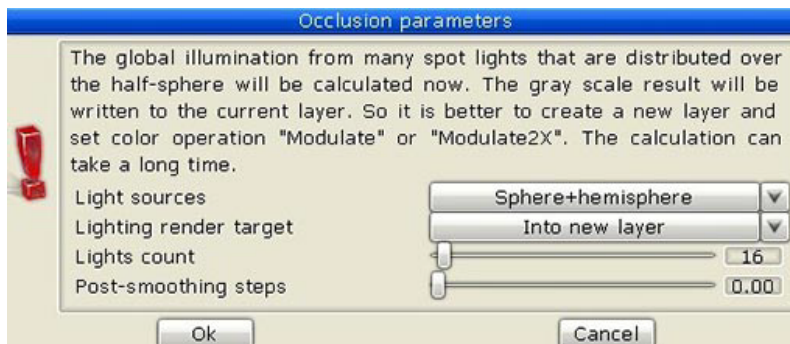 Occlusion parameters
The global illumination from many spot lights that are distributed over
the half-sphere will be calculated now. The gray scale result will be
written to the current layer. So it is better to create a new layer and
set color operation "Modulate" or "Modulate2X". The calculation can
take a long time.
Light sources Sphere+hemisphere
Lighting render target Into new layer
Lights count 16
Post-smoothing steps 0.00
Ok Cancel